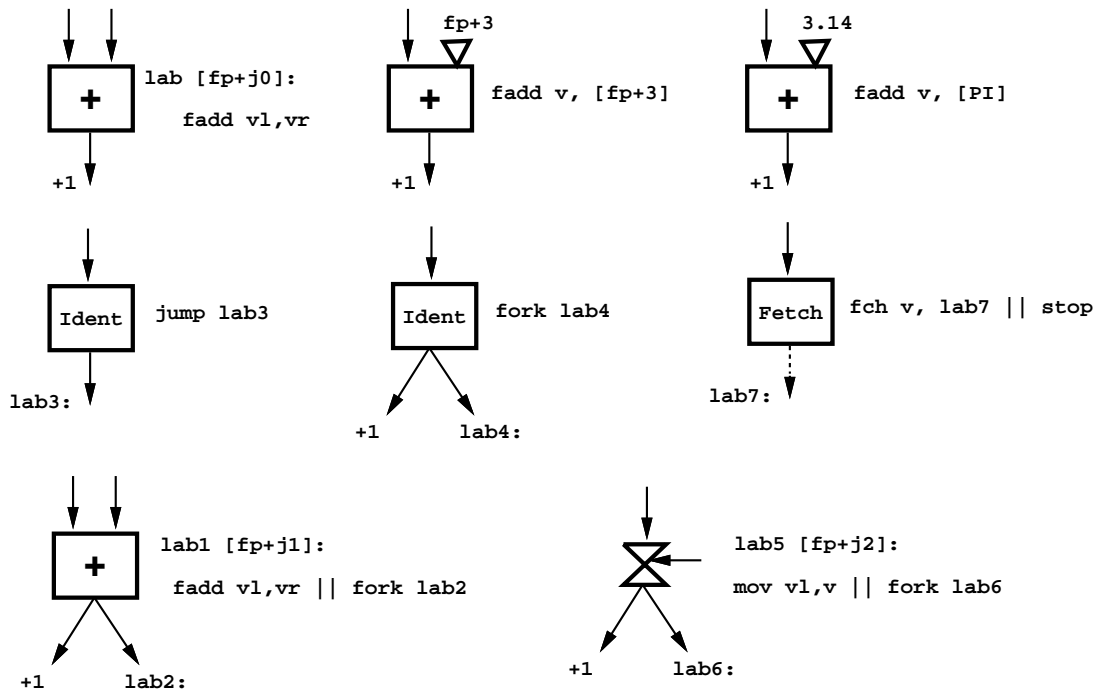 fp+3
3.14
lab [fp+j0]:
+
fadd vl,vr
+1
+
fadd v, [fp+3]
+1
+
fadd v, [PI]
+1
Ident
jump lab3
lab3:
Ident
fork lab4
+1 lab4:
Fetch
fch v, lab7 || stop
lab7:
lab1 [fp+j1]:
+
fadd vl,vr || fork lab2
+1 lab2:
lab5 [fp+j2]:
mov vl,v || fork lab6
+1 lab6: